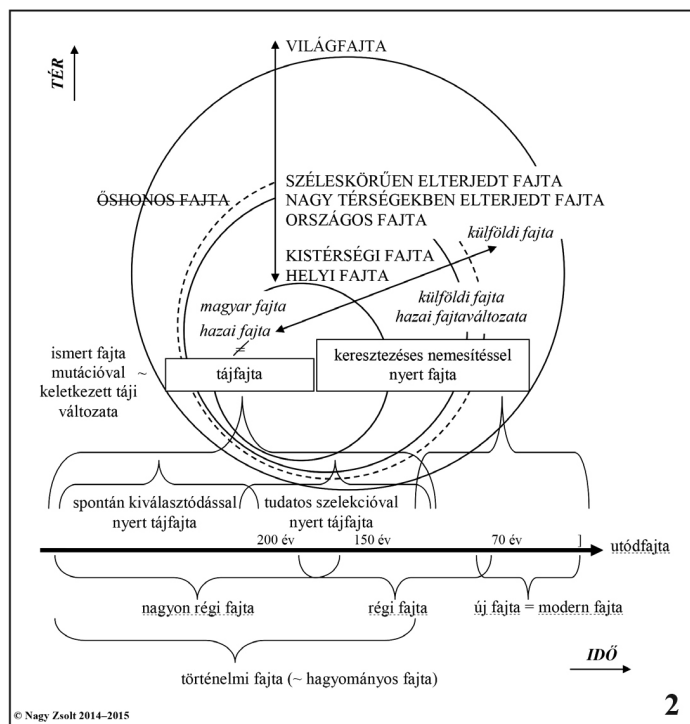 VILÁGFAJTA
TÉR
SZÉLESKÖRŰEN ELTERJEDT FAJTA
ŐSHONOS FAJTA
NAGY TÉRSÉGEKBEN ELTERJEDT FAJTA
ORSZÁGOS FAJTA
külföldi fajta
KISTÉRSÉGI FAJTA
HELYI FAJTA
magyar fajta
hazai fajta
külföldi fajta
hazai fajtaváltozata
≠
ismert fajta
mutációval
keletkezett táji
változata
~
tájfajta
keresztezéses nemesítéssel
nyert fajta
spontán kiválasztódással
nyert tájfajta
tudatos szelekcióval
nyert tájfajta
200 év
150 év
70 év
]
utódfajta
nagyon régi fajta
régi fajta
új fajta = modern fajta
történelmi fajta (~ hagyományos fajta)
IDŐ
© Nagy Zsolt 2014–2015
2